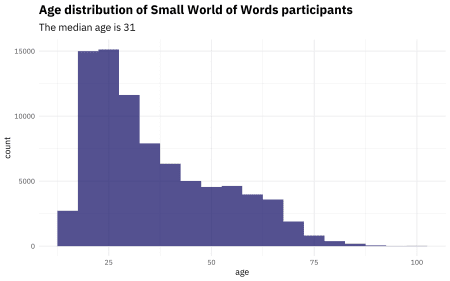 Age distribution of Small World of Words participants
The median age is 31
15000
10000
5000
0
count
25
50
75
100
age